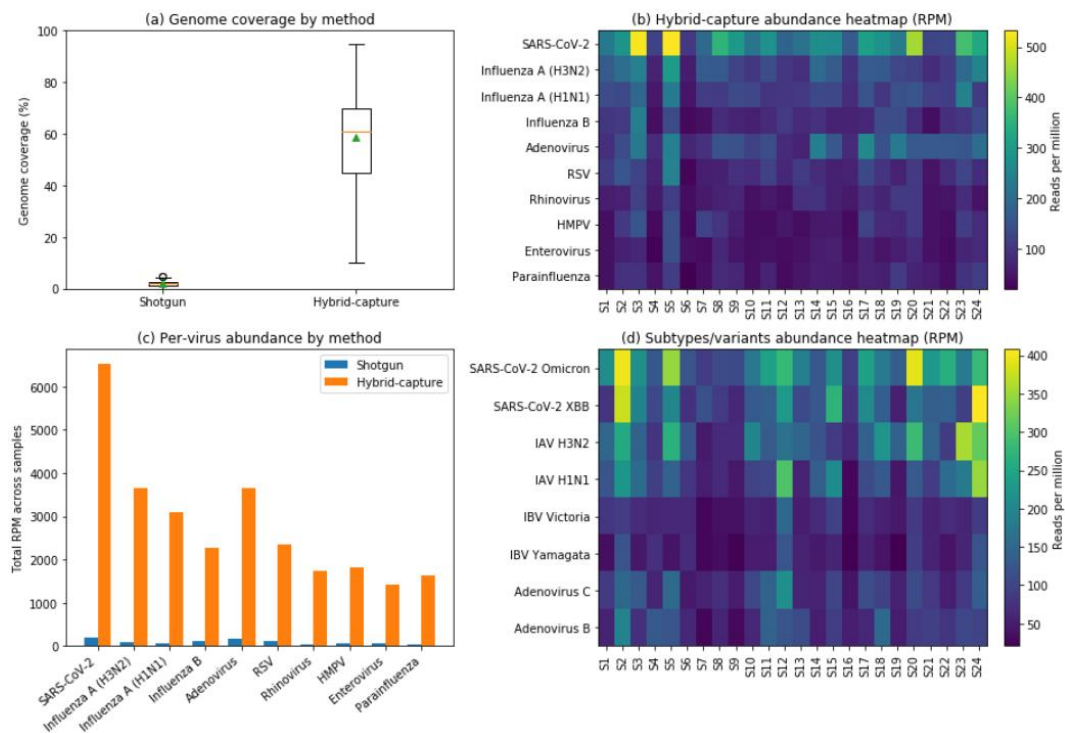 (a) Genome coverage by method
100
80
60
40
20
0
Genome coverage (%)
Shotgun
Hybrid-capture
(b) Hybrid-capture abundance heatmap (RPM)
SARS-CoV-2
Influenza A (H3N2)
Influenza A (H1N1)
Influenza B
Adenovirus
RSV
Rhinovirus
HMPV
Enterovirus
Parainfluenza
S1 S2 S3 S4 S5 S6 S7 S8 S9 S10 S11 S12 S13 S14 S15 S16 S17 S18 S19 S20 S21 S22 S23 S24
500
400
300
200
100
Reads per million
(c) Per-virus abundance by method
Shotgun
Hybrid-capture
6000
5000
4000
3000
2000
1000
0
Total RPM across samples
SARS-CoV-2
Influenza A (H3N2)
Influenza A (H1N1)
Influenza B
Adenovirus
RSV
Rhinovirus
HMPV
Enterovirus
Parainfluenza
(d) Subtypes/variants abundance heatmap (RPM)
SARS-CoV-2 Omicron
SARS-CoV-2 XBB
IAV H3N2
IAV H1N1
IBV Victoria
IBV Yamagata
Adenovirus C
Adenovirus B
S1 S2 S3 S4 S5 S6 S7 S8 S9 S10 S11 S12 S13 S14 S15 S16 S17 S18 S19 S20 S21 S22 S23 S24
400
350
300
250
200
150
100
50
Reads per million